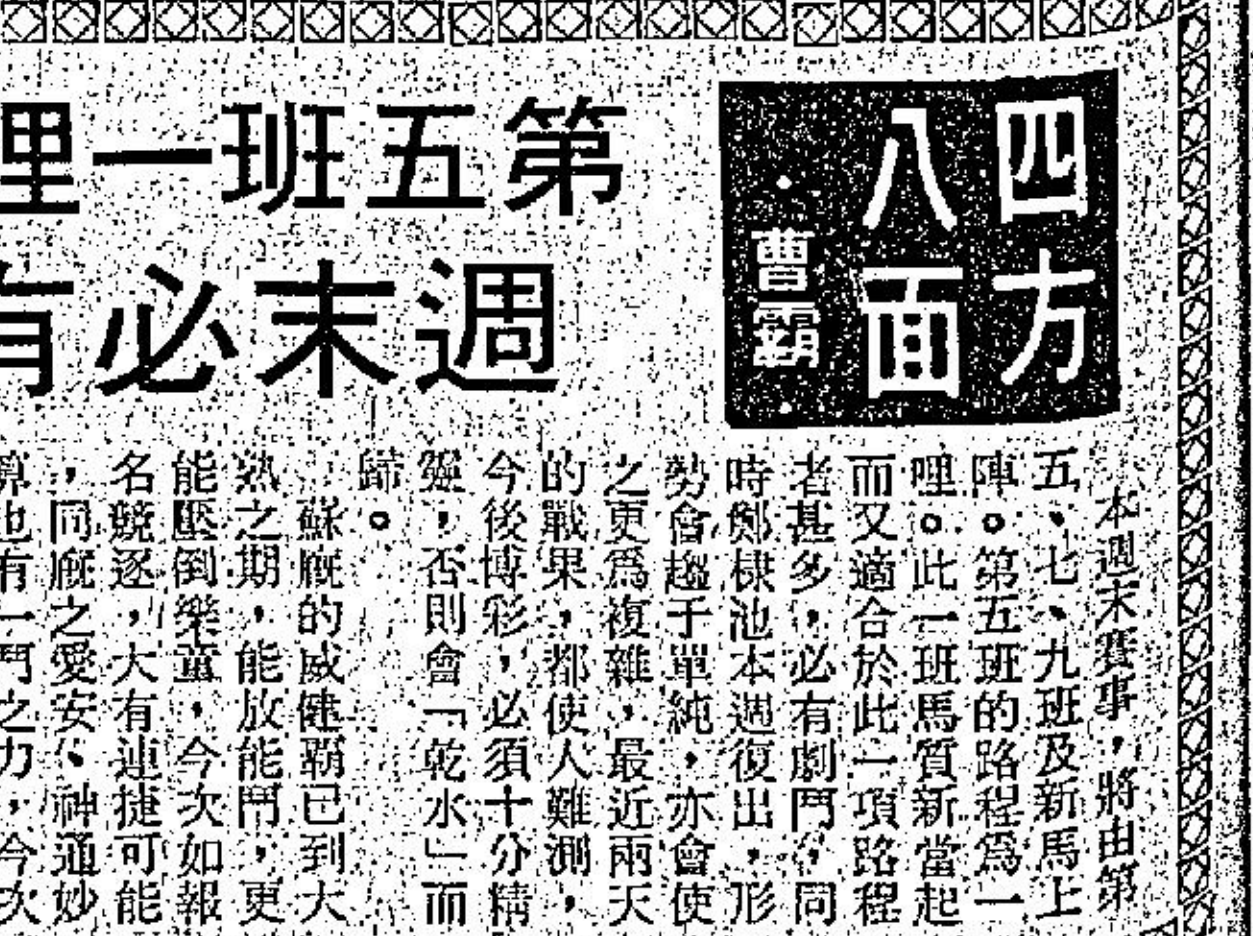 四方
八面
·曹霸·
第五班一哩
週末必有
本週末賽事，將由第
五、七、九班及新馬上
陣。第五班的路程為一
哩。此一班馬質新當起
而又適合於此一項路程
者甚多，必有劇鬥，同
時鄭棣池本週復出，形
勢會趨于單純，亦會使
之更為複雜，最近兩天
的戰果，都使人難測，
今後博彩，必須十分精
靈，否則會「乾水」而
歸。
蘇廐的威健霸已到大
熟之期，能放能鬥，更
能壓倒樂童，今次如報
名競逐，大有連捷可能
，同廐之愛安、神通妙
算也有一鬥之力，今次